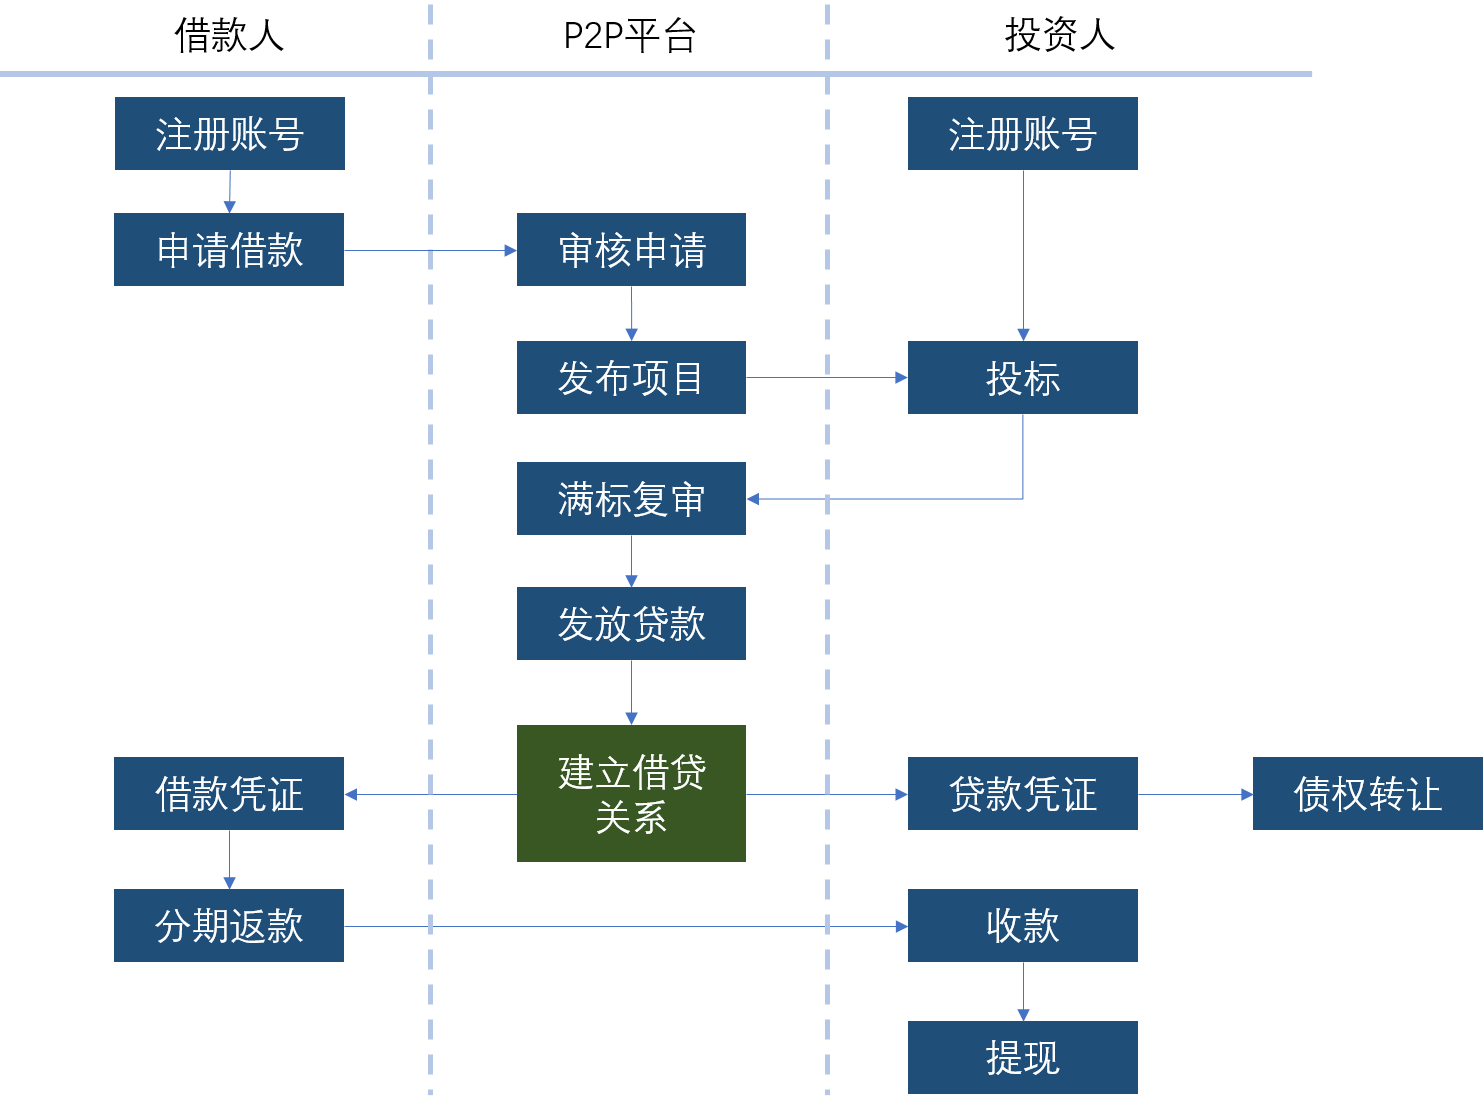 借款人
P2P平台
投资人
注册账号
注册账号
申请借款
审核申请
发布项目
投标
满标复审
发放贷款
建立借贷
关系
借款凭证
贷款凭证
债权转让
分期返款
收款
提现